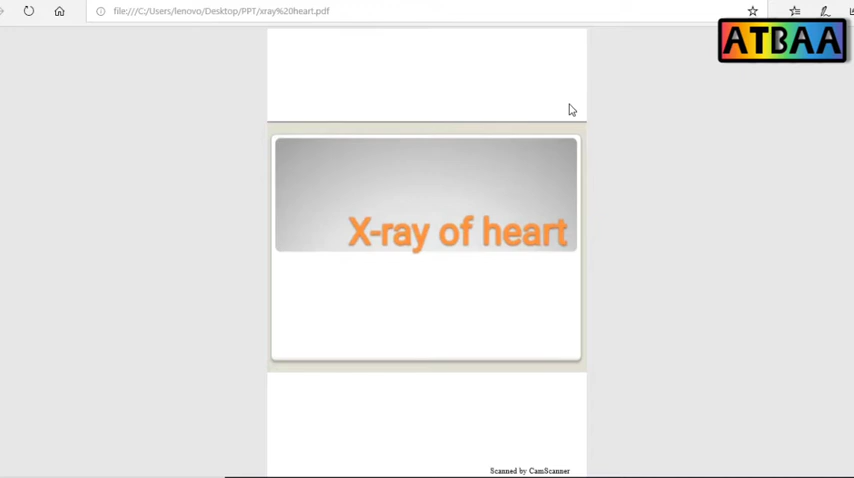 file:///C:/Users/lenovo/Desktop/PPT/xray%20heart.pdf
ATBAA
X-ray of heart
Scanned by CamScanner